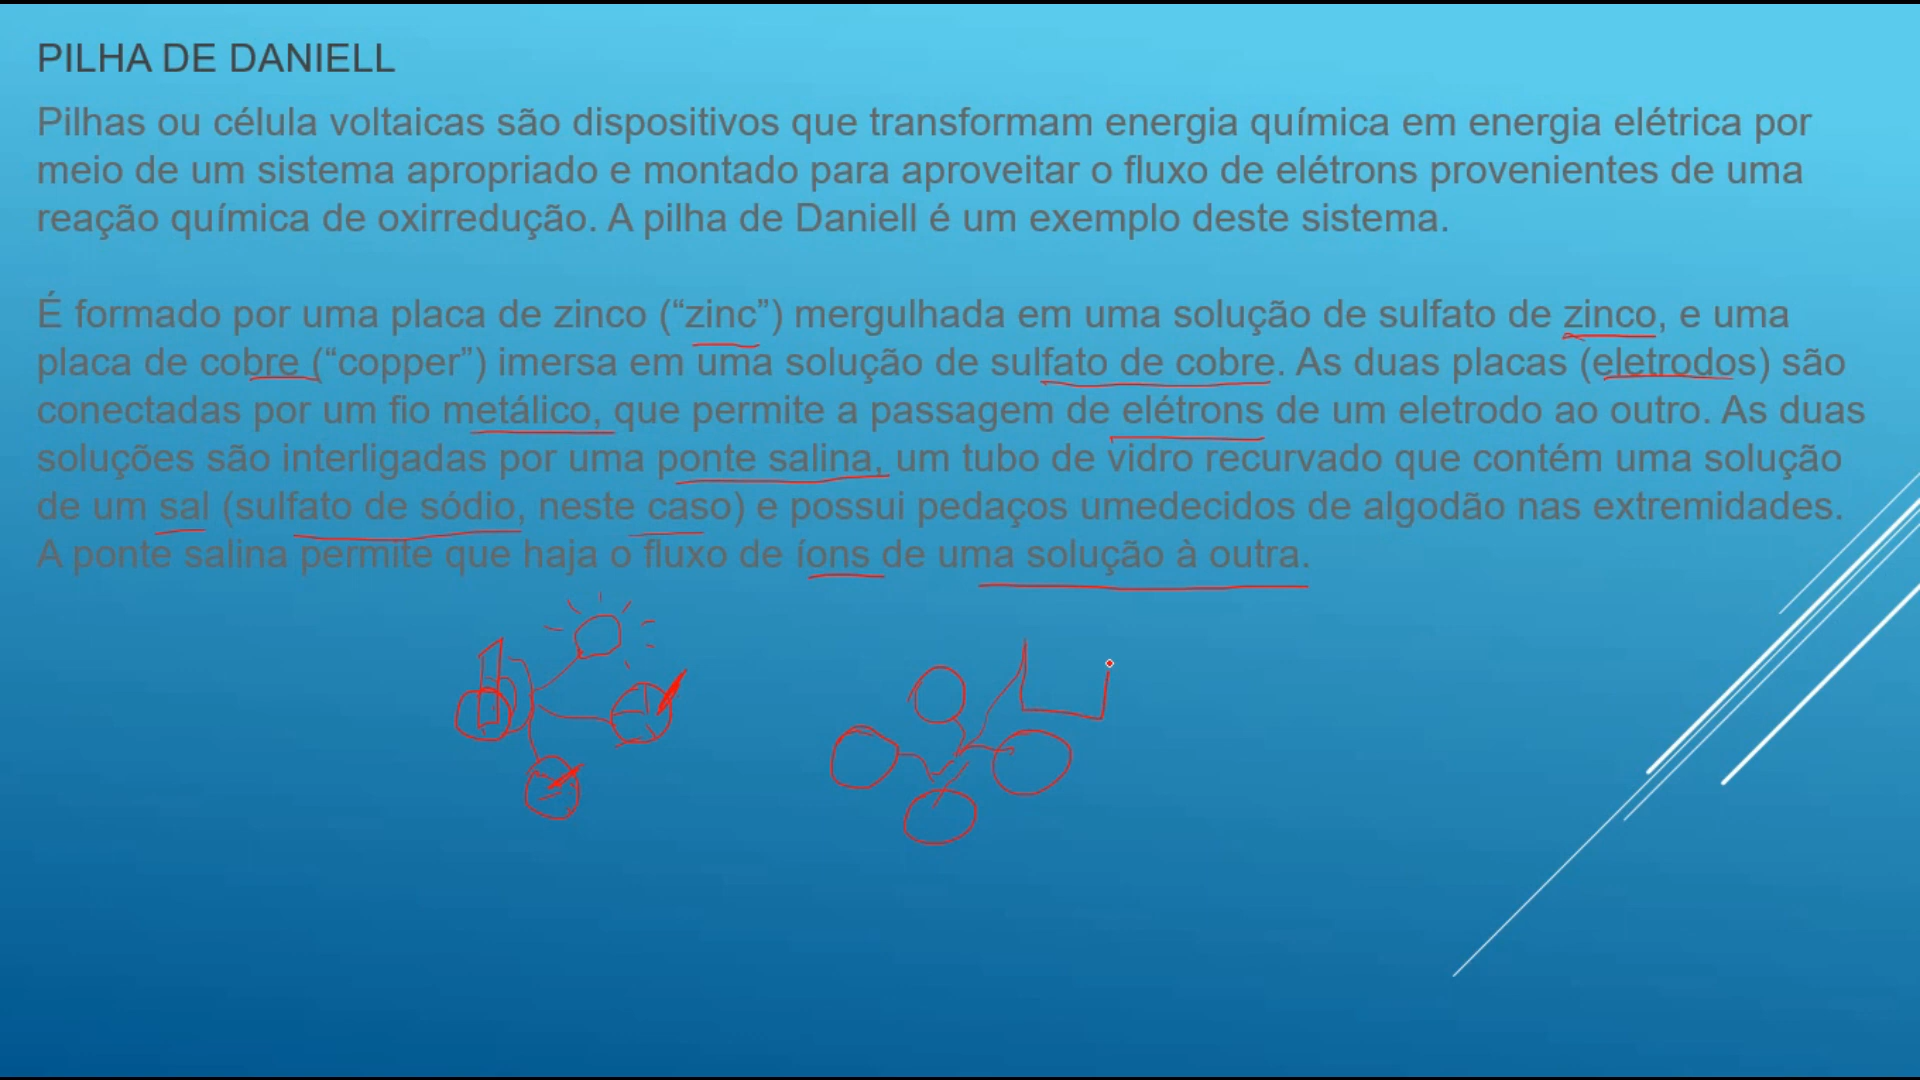 PILHA DE DANIELL
Pilhas ou célula voltaicas são dispositivos que transformam energia química em energia elétrica por
meio de um sistema apropriado e montado para aproveitar o fluxo de elétrons provenientes de uma
reação química de oxirredução. A pilha de Daniell é um exemplo deste sistema.
É formado por uma placa de zinco (“zinc”) mergulhada em uma solução de sulfato de zinco, e uma
placa de cobre (“copper”) imersa em uma solução de sulfato de cobre. As duas placas (eletrodos) são
conectadas por um fio metálico, que permite a passagem de elétrons de um eletrodo ao outro. As duas
soluções são interligadas por uma ponte salina, um tubo de vidro recurvado que contém uma solução
de um sal (sulfato de sódio, neste caso) e possui pedaços umedecidos de algodão nas extremidades.
A ponte salina permite que haja o fluxo de íons de uma solução à outra.